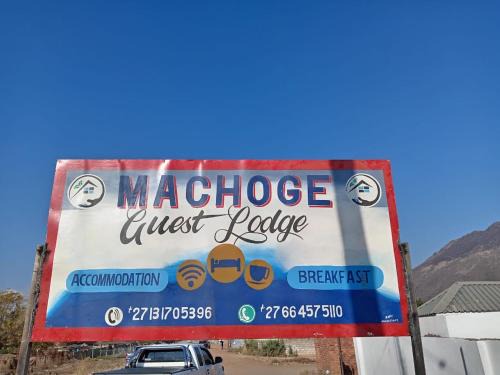 MACHOGE
Guest Lodge
ACCOMMODATION BREAKFAST
+27131705396 +27664575110